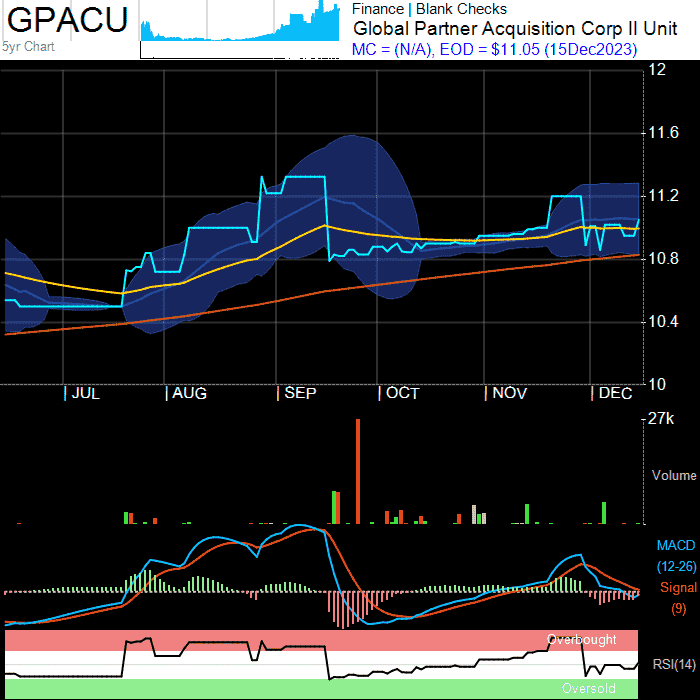 GPACU
5yr Chart
Finance | Blank Checks
Global Partner Acquisition Corp II Unit
MC = (N/A), EOD = $11.05 (15Dec2023)
12
11.6
11.2
10.8
10.4
10
JUL AUG SEP OCT NOV DEC
27k
Volume
MACD
(12-26)
Signal
(9)
Overbought
RSI(14)
Oversold